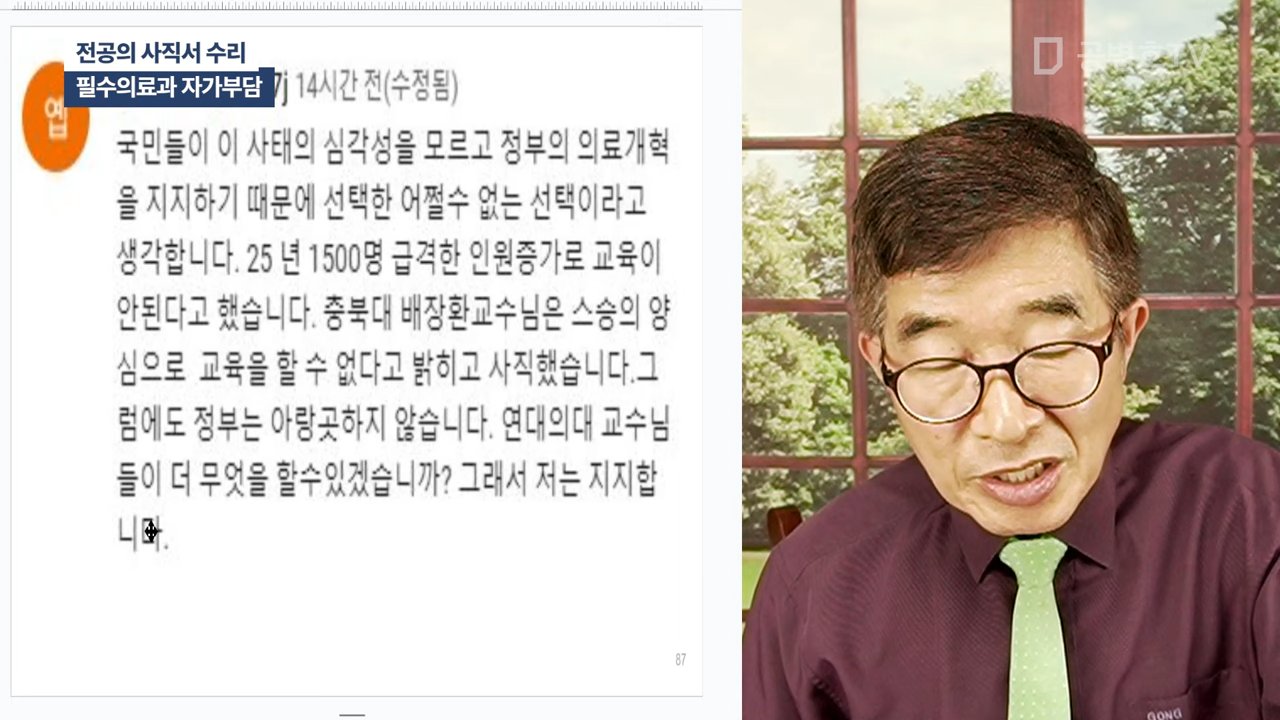 전공의 사직서 수리
필수의료과 자가부담
7j 14시간 전(수정됨)
옙
국민들이 이 사태의 심각성을 모르고 정부의 의료개혁
을 지지하기 때문에 선택한 어쩔수 없는 선택이라고
생각합니다. 25 년 1500명 급격한 인원증가로 교육이
안된다고 했습니다. 충북대 배장환교수님은 스승의 양
심으로 교육을 할 수 없다고 밝히고 사직했습니다.그
럼에도 정부는 아랑곳하지 않습니다. 연대의대 교수님
들이 더 무엇을 할수있겠습니까? 그래서 저는 지지합
니다.
87
공병호TV
GONG